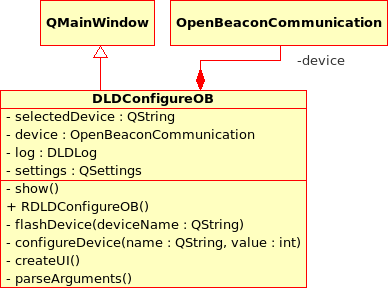 QMainWindow
OpenBeaconCommunication
-device
DLDConfigureOB
- selectedDevice : QString
- device : OpenBeaconCommunication
- log : DLDLog
- settings : QSettings
- show()
+ RDLDConfigureOB()
- flashDevice(deviceName : QString)
- configureDevice(name : QString, value : int)
- createUI()
- parseArguments()